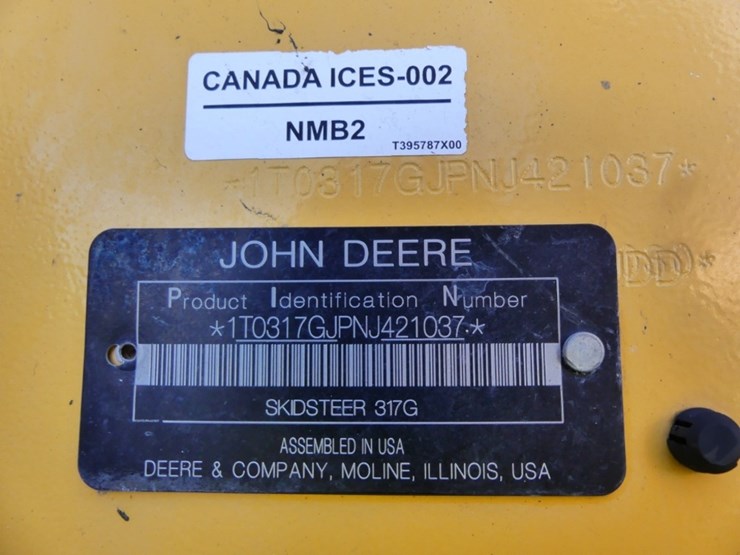 CANADA ICES-002
NMB2
T395787X00
*1T0317GJPNJ421037*
JOHN DEERE
DD*
Product Identification Number
*1T0317GJPNJ421037*
SKIDSTEER 317G
ASSEMBLED IN USA
DEERE & COMPANY, MOLINE, ILLINOIS, USA